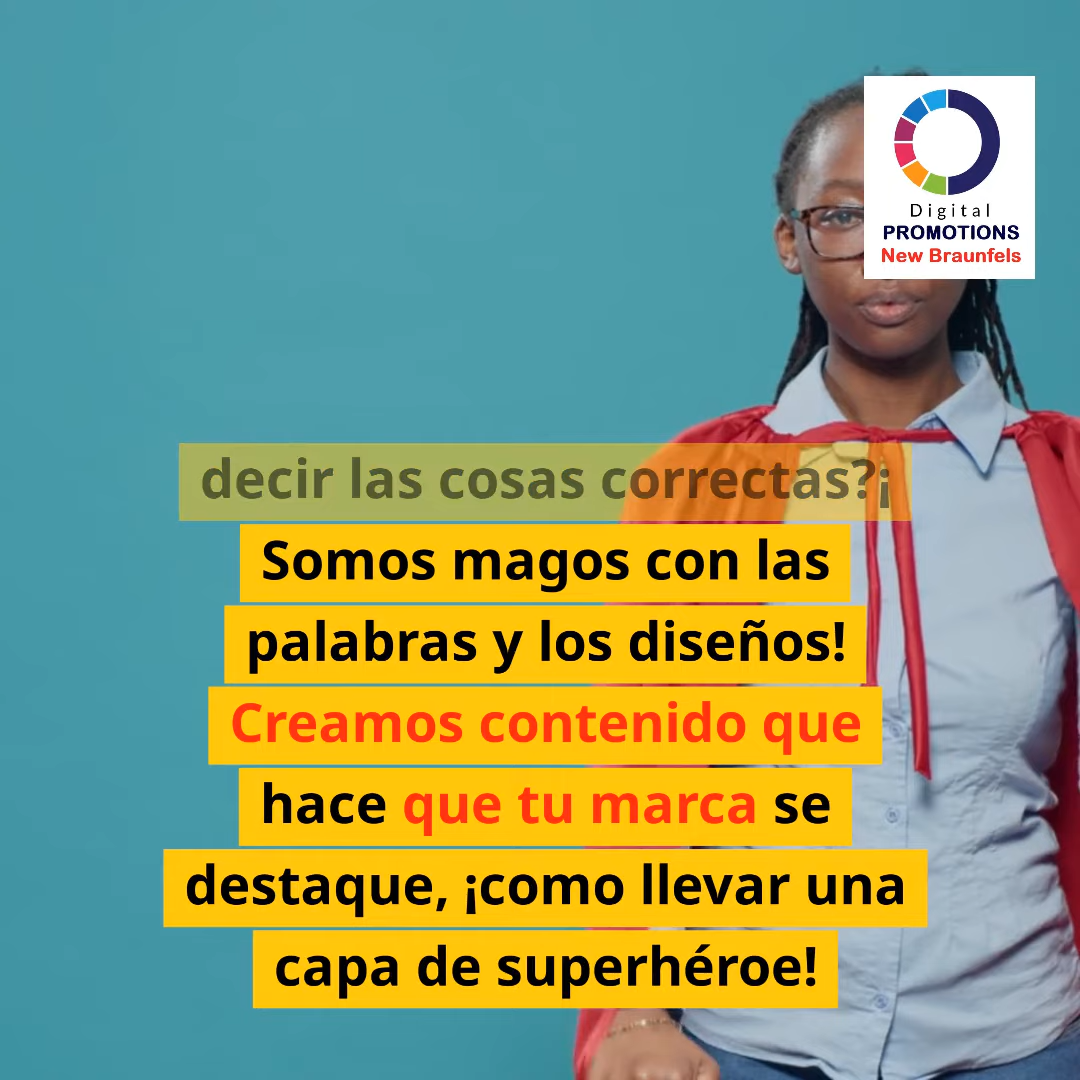 Digital
PROMOTIONS
New Braunfels
decir las cosas correctas?¡
Somos magos con las
palabras y los diseños!
Creamos contenido que
hace que tu marca se
destaque, ¡como llevar una
capa de superhéroe!